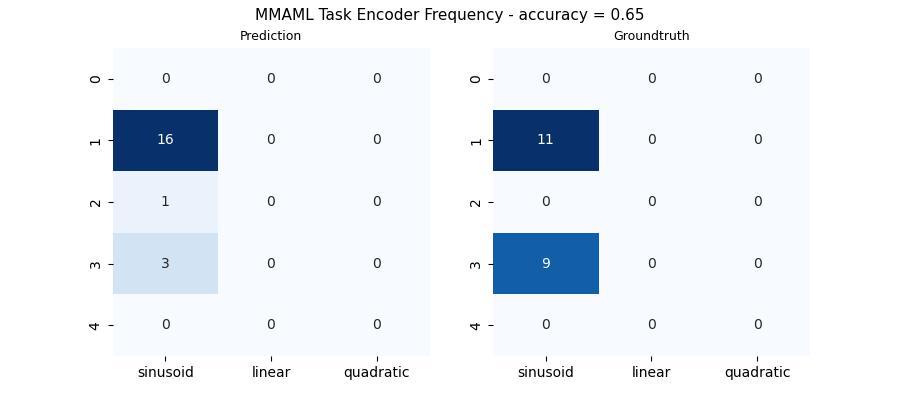 MMAML Task Encoder Frequency - accuracy = 0.65
Prediction
0 0 0 0
1 16 0 0
2 1 0 0
3 3 0 0
4 0 0 0
sinusoid linear quadratic
Groundtruth
0 0 0 0
1 11 0 0
2 0 0 0
3 9 0 0
4 0 0 0
sinusoid linear quadratic